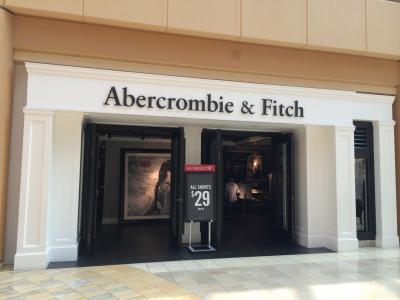 Abercrombie & Fitch
ALL SHORTS
$29